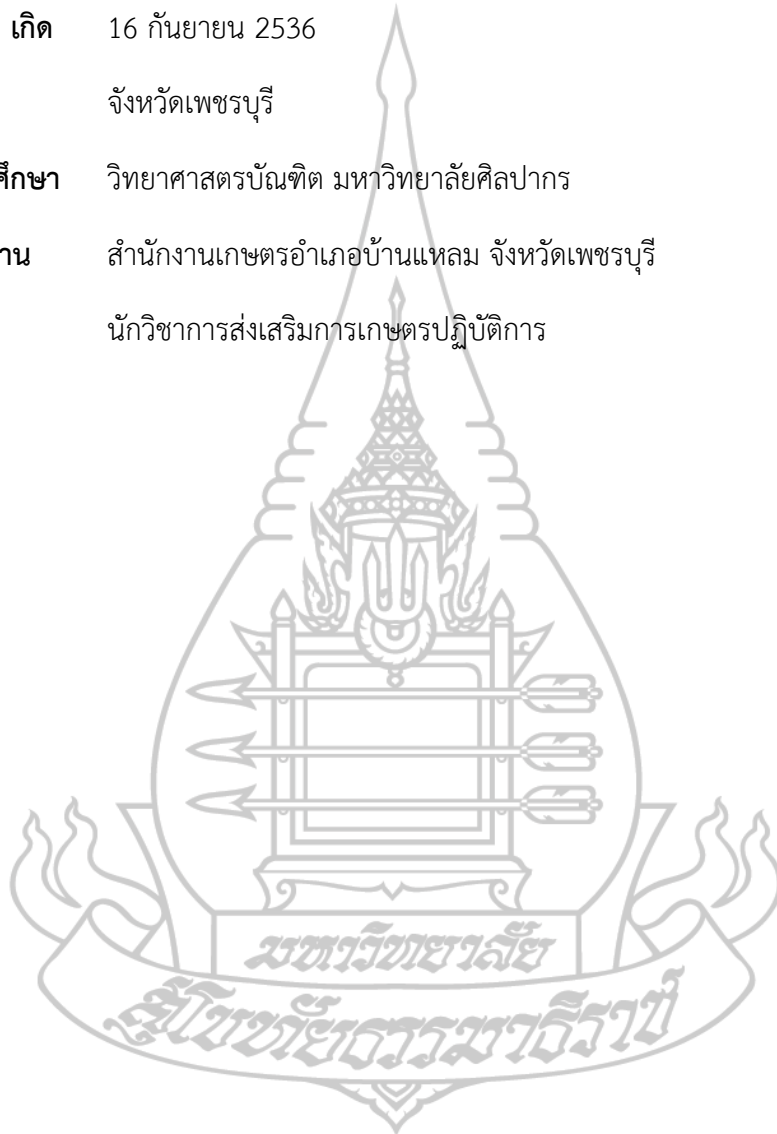 เกิด 16 กันยายน 2536
จังหวัดเพชรบุรี
ศึกษา วิทยาศาสตรบัณฑิต มหาวิทยาลัยศิลปากร
าน สำนักงานเกษตรอำเภอบ้านแหลม จังหวัดเพชรบุรี
นักวิชาการส่งเสริมการเกษตรปฏิบัติการ
มหาวิทยาลัย
สุโขทัยธรรมาธิราช